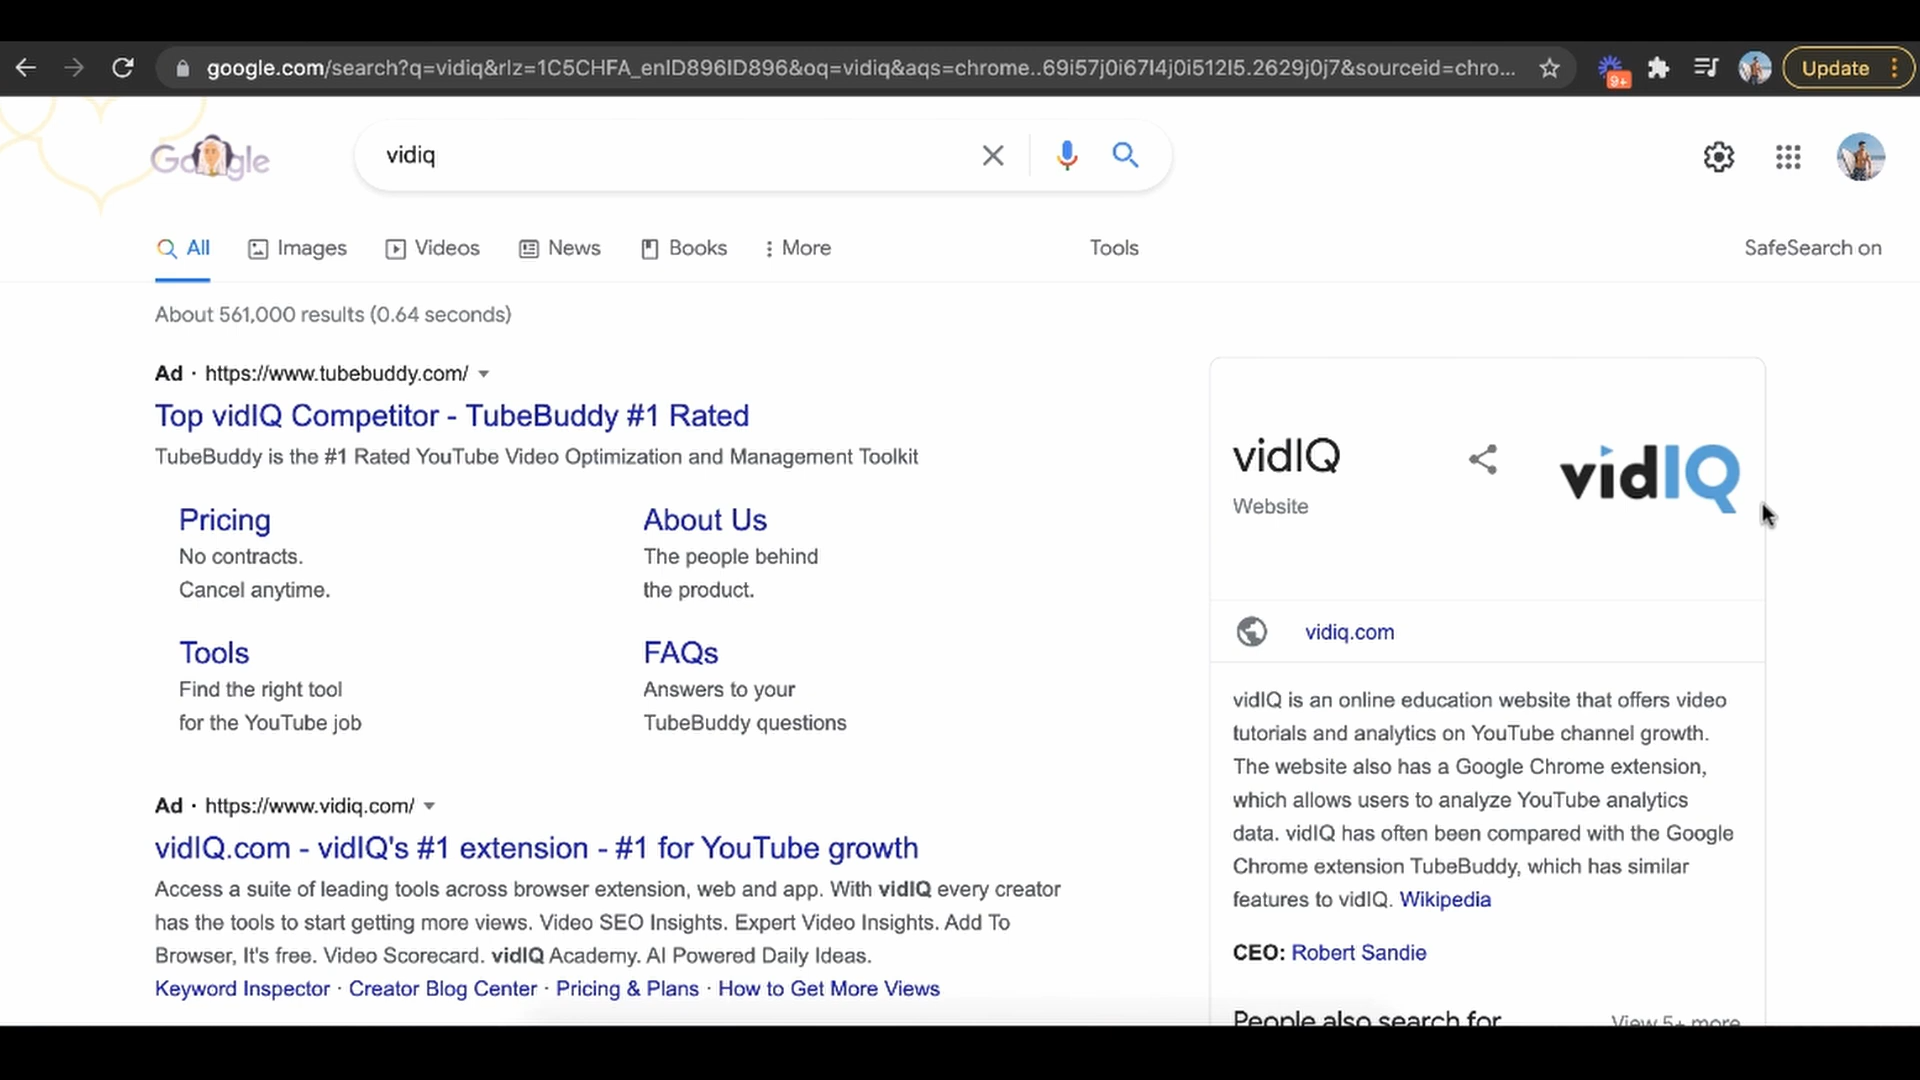 google.com/search?q=vidiq&rlz=1C5CHFA_enID896ID896&oq=vidiq&aqs=chrome..69i57j0i67l4j0i512l5.2629j0j7&sourceid=chro...
9+
Update
Google
vidiq
All
Images
Videos
News
Books
More
Tools
SafeSearch on
About 561,000 results (0.64 seconds)
Ad · https://www.tubebuddy.com/
Top vidIQ Competitor - TubeBuddy #1 Rated
TubeBuddy is the #1 Rated YouTube Video Optimization and Management Toolkit
Pricing
No contracts.
Cancel anytime.
About Us
The people behind
the product.
Tools
Find the right tool
for the YouTube job
FAQs
Answers to your
TubeBuddy questions
Ad · https://www.vidiq.com/
vidIQ.com - vidIQ's #1 extension - #1 for YouTube growth
Access a suite of leading tools across browser extension, web and app. With vidIQ every creator
has the tools to start getting more views. Video SEO Insights. Expert Video Insights. Add To
Browser, It's free. Video Scorecard. vidIQ Academy. AI Powered Daily Ideas.
Keyword Inspector · Creator Blog Center · Pricing & Plans · How to Get More Views
vidIQ
Website
vidIQ
vidiq.com
vidIQ is an online education website that offers video
tutorials and analytics on YouTube channel growth.
The website also has a Google Chrome extension,
which allows users to analyze YouTube analytics
data. vidIQ has often been compared with the Google
Chrome extension TubeBuddy, which has similar
features to vidIQ. Wikipedia
CEO: Robert Sandie
People also search for
View 5+ more